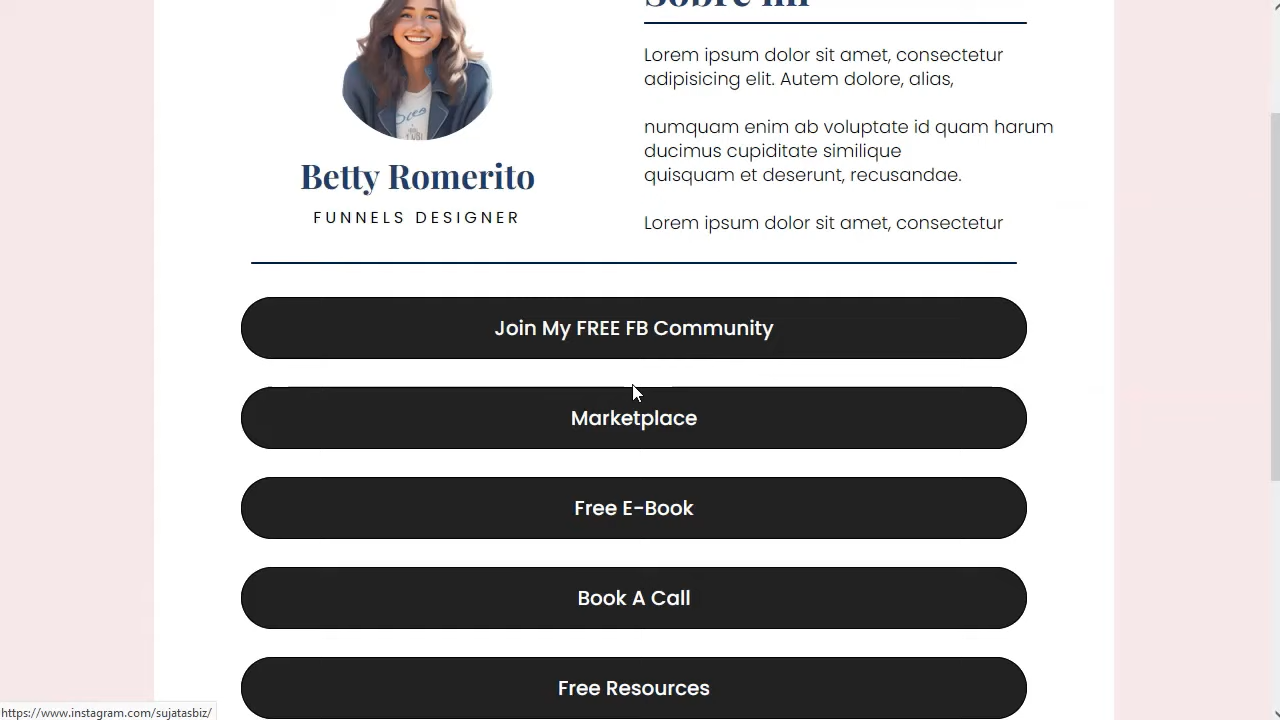 Sobre mi
Lorem ipsum dolor sit amet, consectetur
adipisicing elit. Autem dolore, alias,
numquam enim ab voluptate id quam harum
ducimus cupiditate similique
quisquam et deserunt, recusandae.
Lorem ipsum dolor sit amet, consectetur
Betty Romerito
FUNNELS DESIGNER
Join My FREE FB Community
Marketplace
Free E-Book
Book A Call
Free Resources
https://www.instagram.com/sujatasbiz/